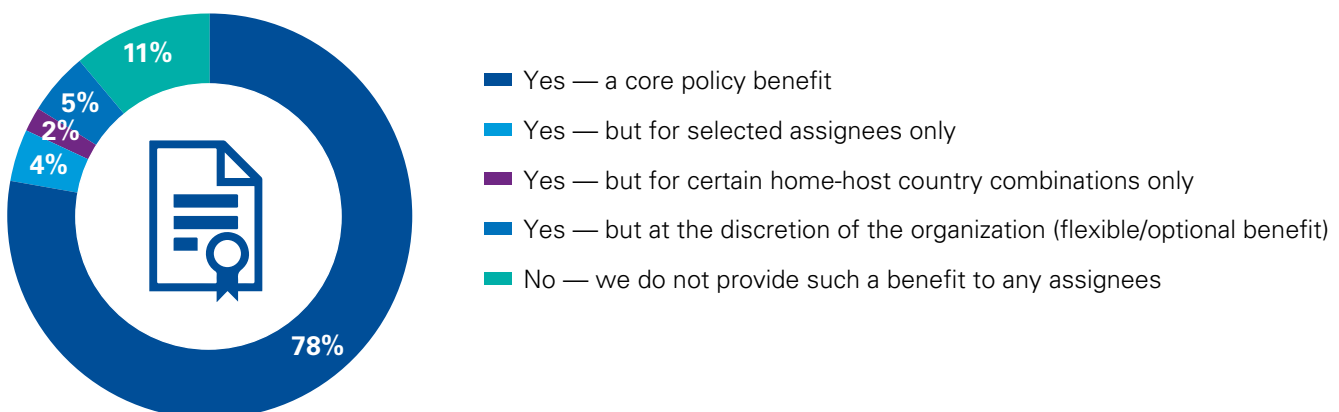 11%
5%
2%
4%
78%
Yes — a core policy benefit
Yes — but for selected assignees only
Yes — but for certain home-host country combinations only
Yes — but at the discretion of the organization (flexible/optional benefit)
No — we do not provide such a benefit to any assignees